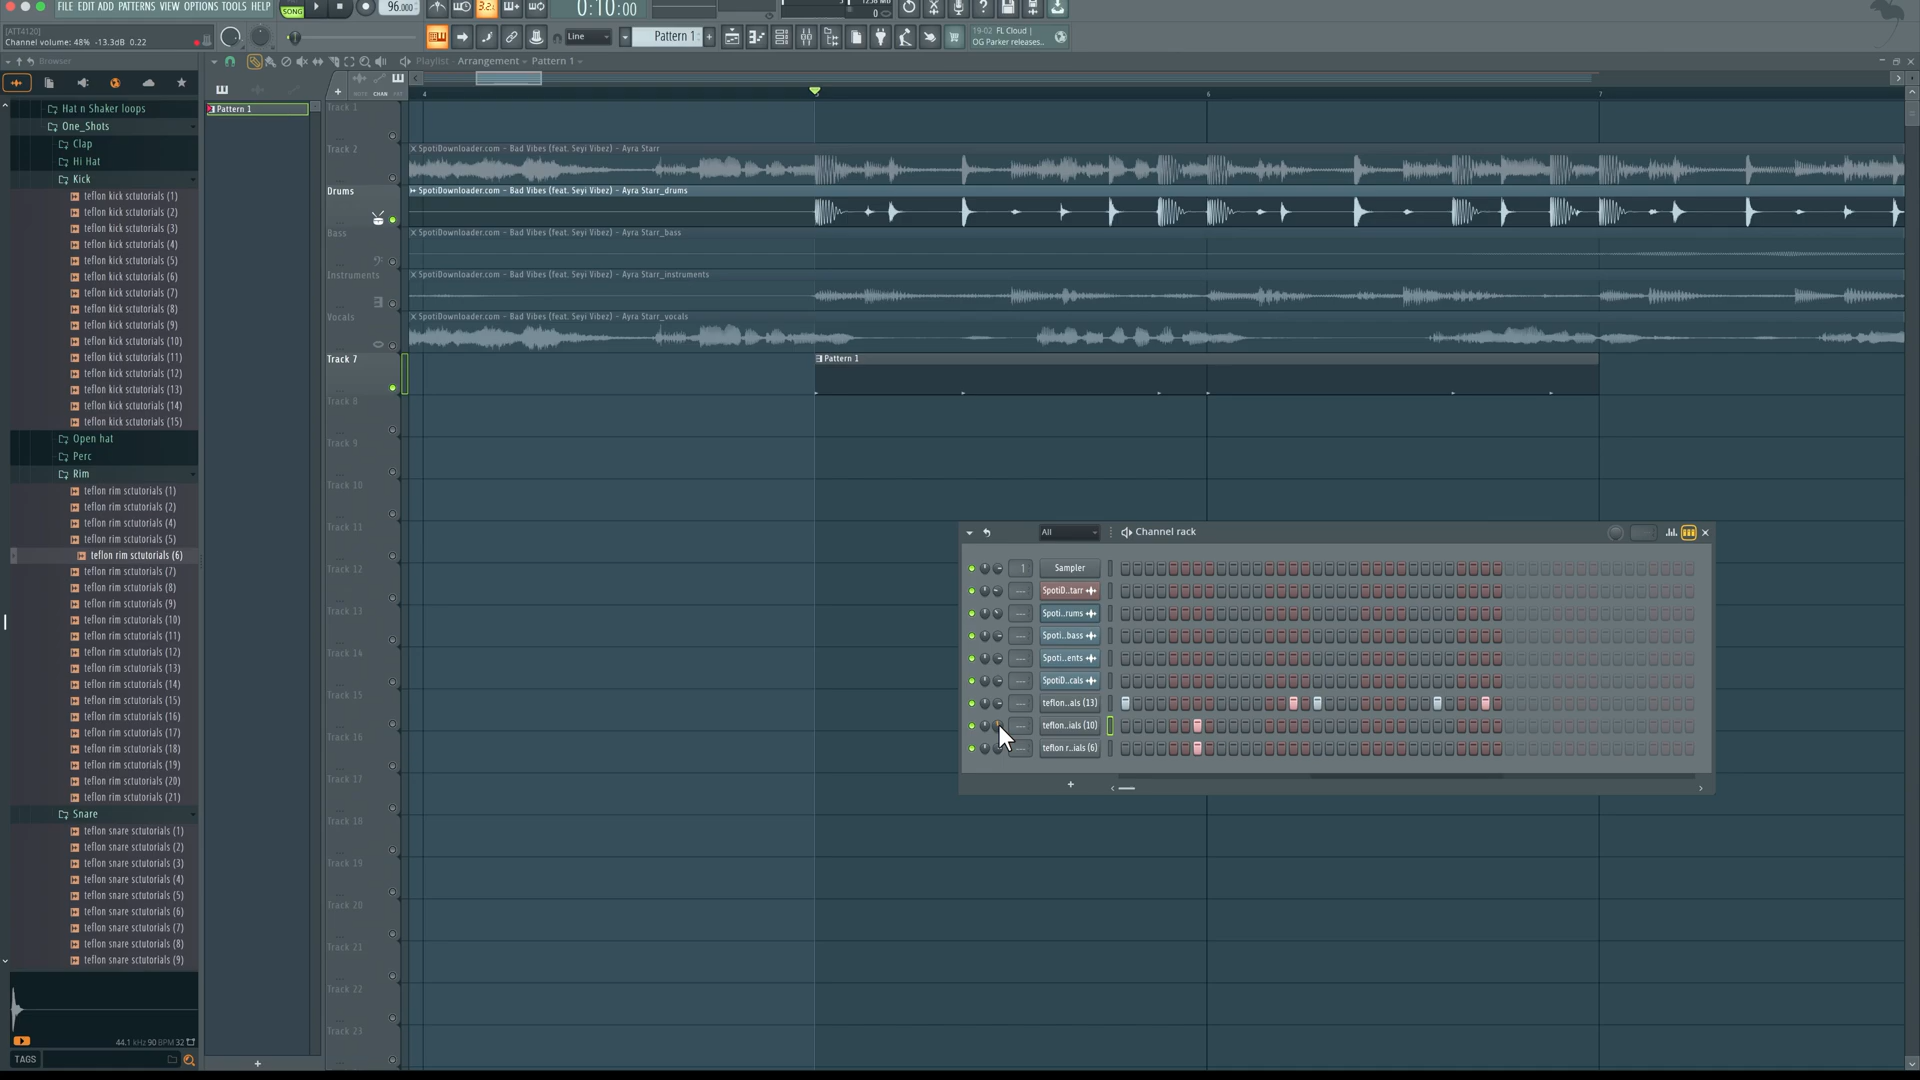 FILE EDIT ADD PATTERNS VIEW OPTIONS TOOLS HELP
SONG
96.000
3.2.
0:10:00
0
[ATT4120]
Channel volume: 48% -13.3dB 0.22
Line
Pattern 1
+
19-02 FL Cloud |
OG Parker releases..
Browser
Playlist - Arrangement - Pattern 1
NOTE CHAN PAT
Hat n Shaker loops
One_Shots
Clap
Hi Hat
Kick
teflon kick sctutorials (1)
teflon kick sctutorials (2)
teflon kick sctutorials (3)
teflon kick sctutorials (4)
teflon kick sctutorials (5)
teflon kick sctutorials (6)
teflon kick sctutorials (7)
teflon kick sctutorials (8)
teflon kick sctutorials (9)
teflon kick sctutorials (10)
teflon kick sctutorials (11)
teflon kick sctutorials (12)
teflon kick sctutorials (13)
teflon kick sctutorials (14)
teflon kick sctutorials (15)
Open hat
Perc
Rim
teflon rim sctutorials (1)
teflon rim sctutorials (2)
teflon rim sctutorials (4)
teflon rim sctutorials (5)
teflon rim sctutorials (6)
teflon rim sctutorials (7)
teflon rim sctutorials (8)
teflon rim sctutorials (9)
teflon rim sctutorials (10)
teflon rim sctutorials (11)
teflon rim sctutorials (12)
teflon rim sctutorials (13)
teflon rim sctutorials (14)
teflon rim sctutorials (15)
teflon rim sctutorials (16)
teflon rim sctutorials (17)
teflon rim sctutorials (18)
teflon rim sctutorials (19)
teflon rim sctutorials (20)
teflon rim sctutorials (21)
Snare
teflon snare sctutorials (1)
teflon snare sctutorials (2)
teflon snare sctutorials (3)
teflon snare sctutorials (4)
teflon snare sctutorials (5)
teflon snare sctutorials (6)
teflon snare sctutorials (7)
teflon snare sctutorials (8)
teflon snare sctutorials (9)
44.1 kHz 90 BPM 32
TAGS
Pattern 1
+
4 6 7
Track 1
Track 2
SpotiDownloader.com - Bad Vibes (feat. Seyi Vibez) - Ayra Starr
Drums
SpotiDownloader.com - Bad Vibes (feat. Seyi Vibez) - Ayra Starr_drums
Bass
SpotiDownloader.com - Bad Vibes (feat. Seyi Vibez) - Ayra Starr_bass
Instruments
SpotiDownloader.com - Bad Vibes (feat. Seyi Vibez) - Ayra Starr_instruments
Vocals
SpotiDownloader.com - Bad Vibes (feat. Seyi Vibez) - Ayra Starr_vocals
Track 7
Pattern 1
Track 8
Track 9
Track 10
Track 11
Track 12
Track 13
Track 14
Track 15
Track 16
Track 17
Track 18
Track 19
Track 20
Track 21
Track 22
Track 23
All
Channel rack
1 Sampler
SpotiD..tarr
Spoti..rums
Spoti..bass
Spoti..ents
SpotiD..cals
teflon..als (13)
teflon..ials (10)
teflon r..ials (6)
+